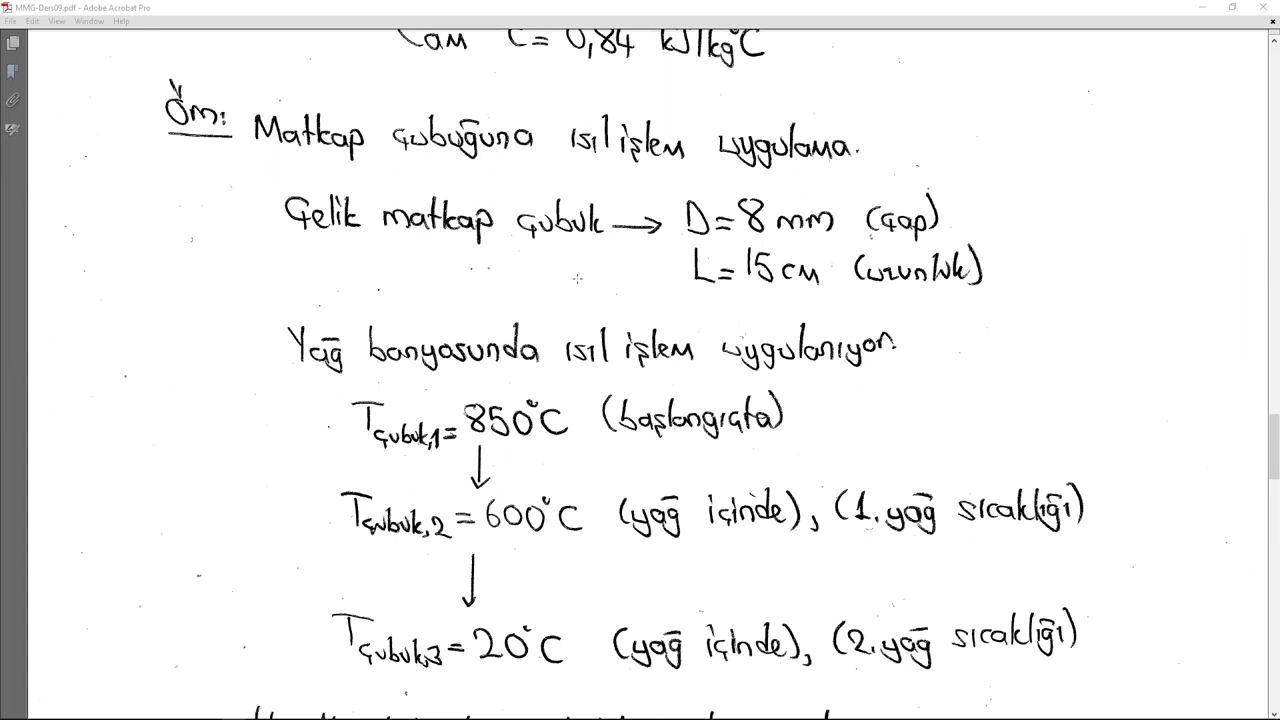 MMG-Ders09.pdf - Adobe Acrobat Pro
File Edit View Window Help
Cam C = 0,84 kJ/kg°C
Örn: Matkap çubuğuna ısıl işlem uygulama.
Çelik matkap çubuk → D = 8 mm (çap)
L = 15 cm (uzunluk)
Yağ banyosunda ısıl işlem uygulanıyor.
Tçubuk,1 = 850°C (başlangıçta)
↓
Tçubuk,2 = 600°C (yağ içinde), (1. yağ sıcaklığı)
↓
Tçubuk,3 = 20°C (yağ içinde), (2. yağ sıcaklığı)